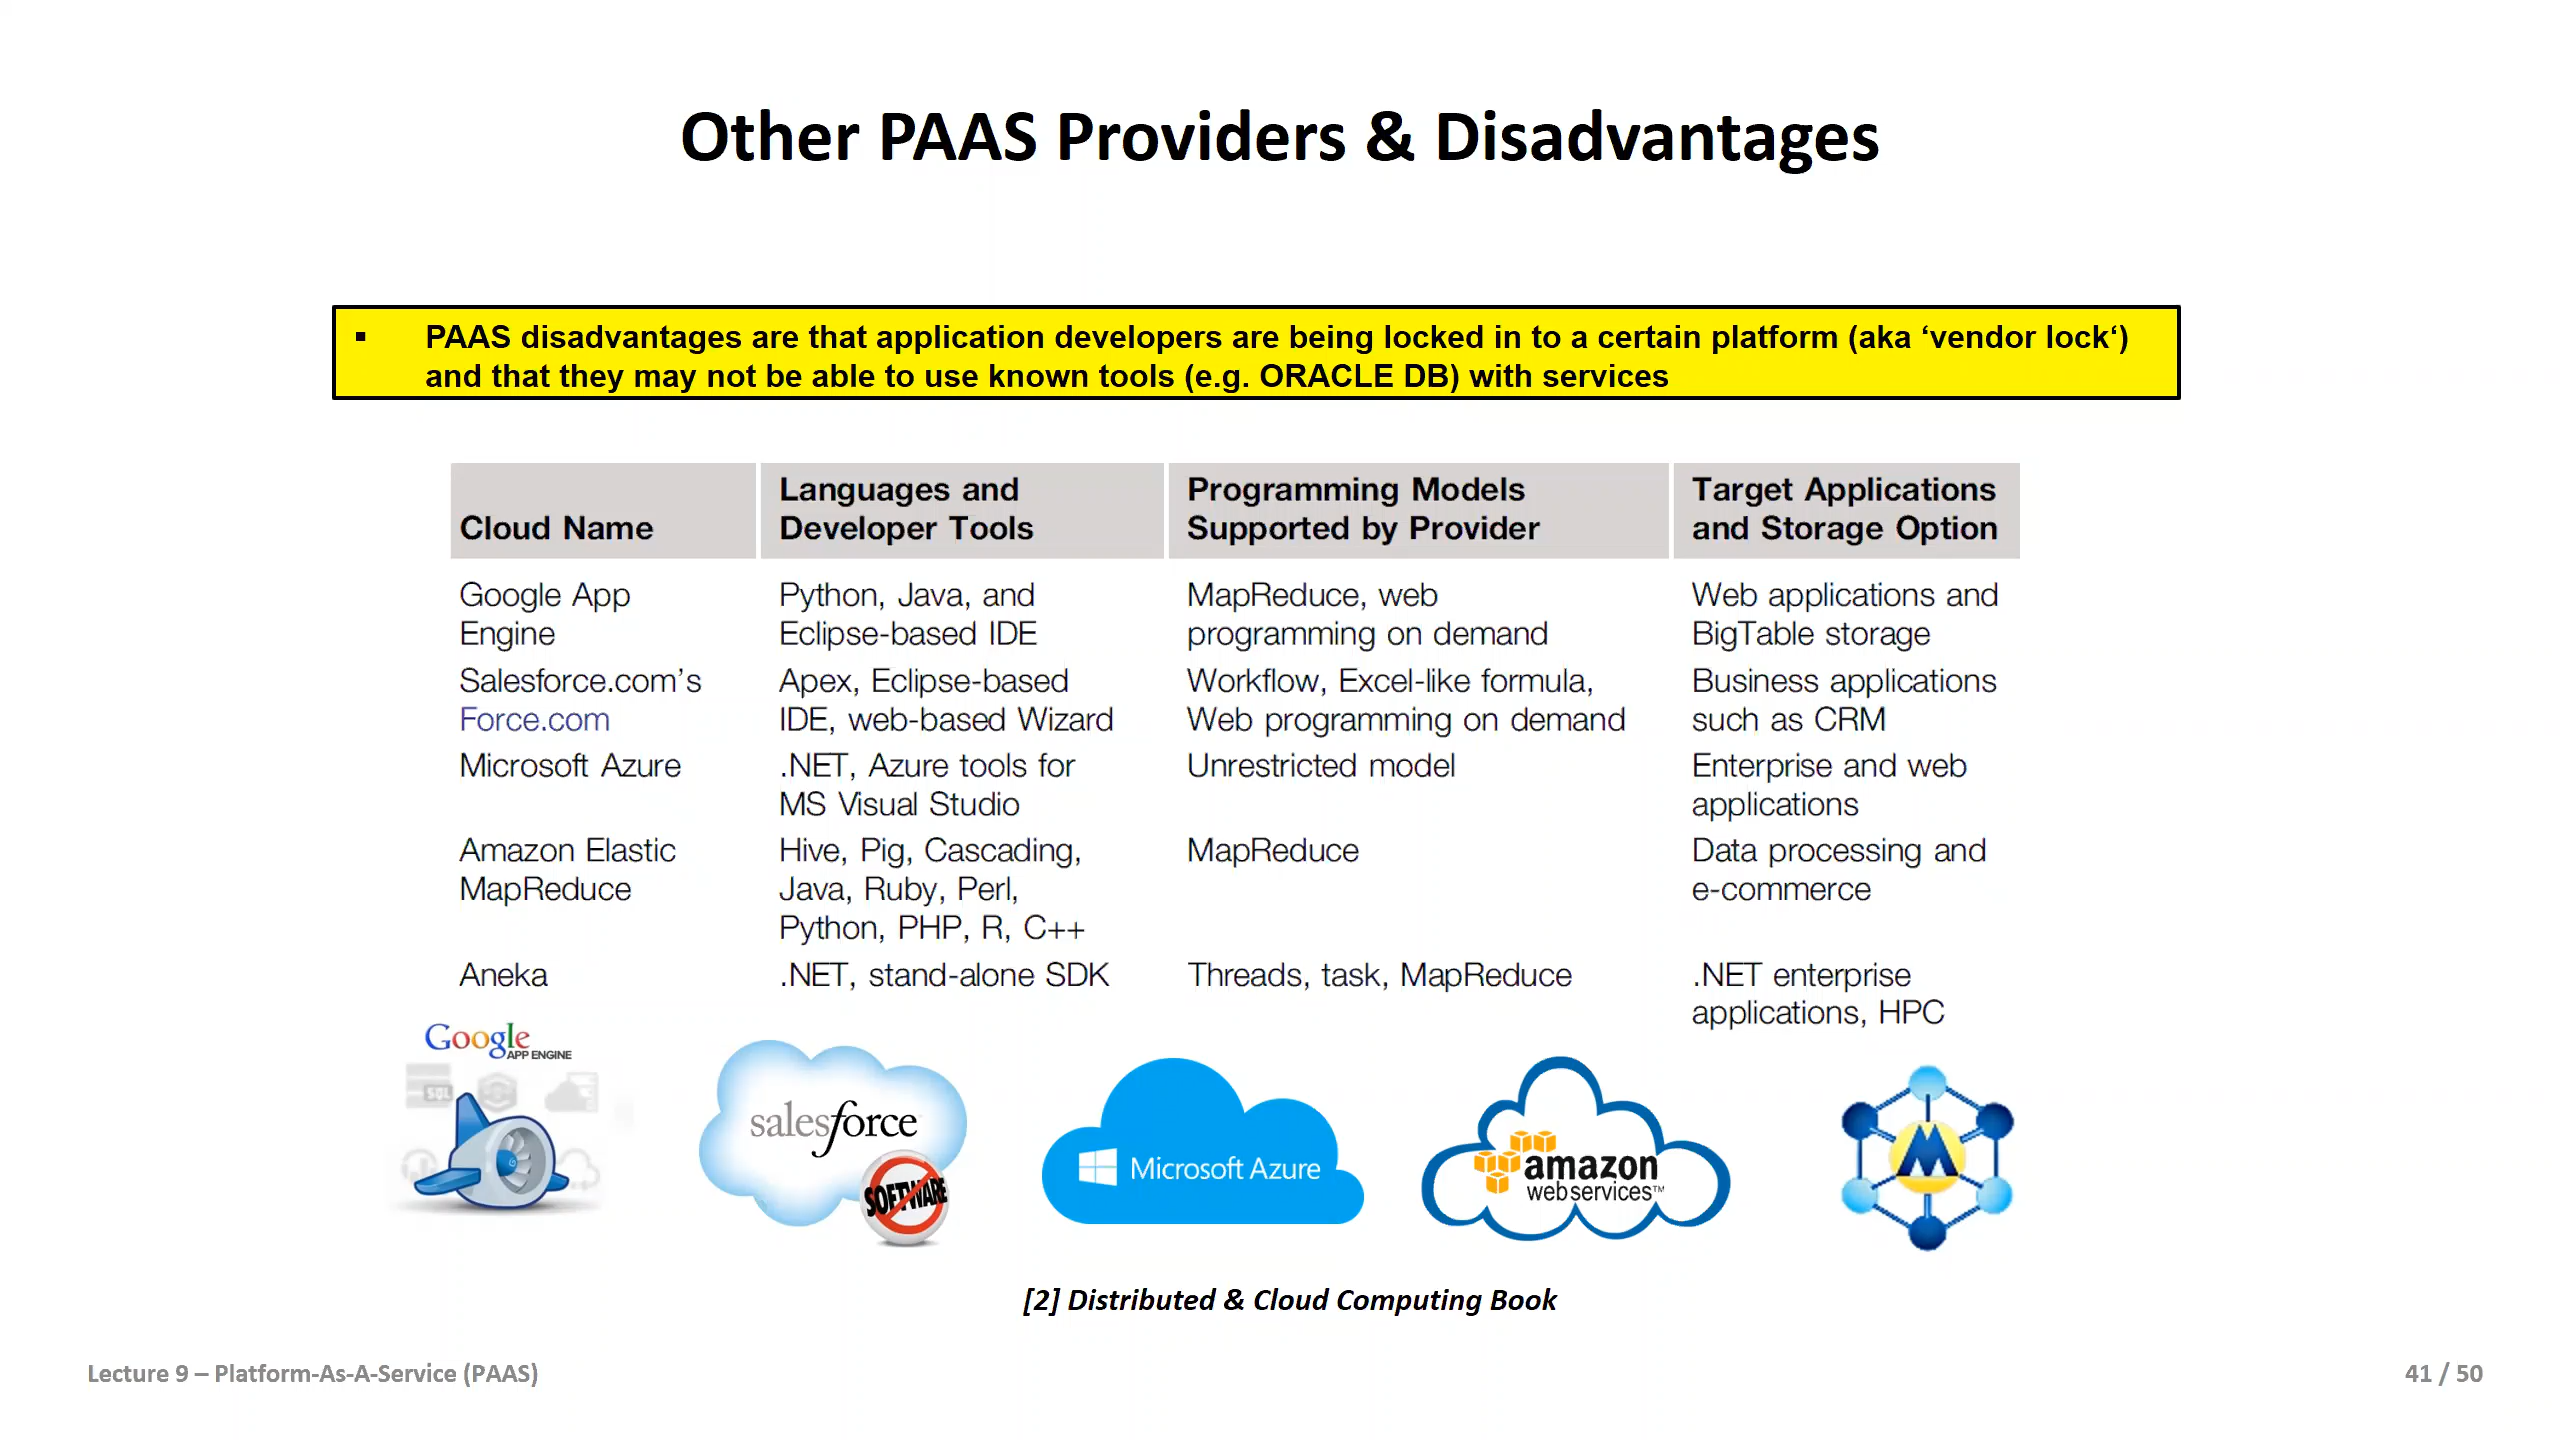 Other PAAS Providers & Disadvantages
▪ PAAS disadvantages are that application developers are being locked in to a certain platform (aka ‘vendor lock‘)
and that they may not be able to use known tools (e.g. ORACLE DB) with services
Cloud Name
Languages and
Developer Tools
Programming Models
Supported by Provider
Target Applications
and Storage Option
Google App
Engine
Python, Java, and
Eclipse-based IDE
MapReduce, web
programming on demand
Web applications and
BigTable storage
Salesforce.com’s
Force.com
Apex, Eclipse-based
IDE, web-based Wizard
Workflow, Excel-like formula,
Web programming on demand
Business applications
such as CRM
Microsoft Azure
.NET, Azure tools for
MS Visual Studio
Unrestricted model
Enterprise and web
applications
Amazon Elastic
MapReduce
Hive, Pig, Cascading,
Java, Ruby, Perl,
Python, PHP, R, C++
MapReduce
Data processing and
e-commerce
Aneka
.NET, stand-alone SDK
Threads, task, MapReduce
.NET enterprise
applications, HPC
Google
APP ENGINE
SQL
salesforce
SOFTWARE
Microsoft Azure
amazon
webservices™
M
[2] Distributed & Cloud Computing Book
Lecture 9 – Platform-As-A-Service (PAAS)
41 / 50